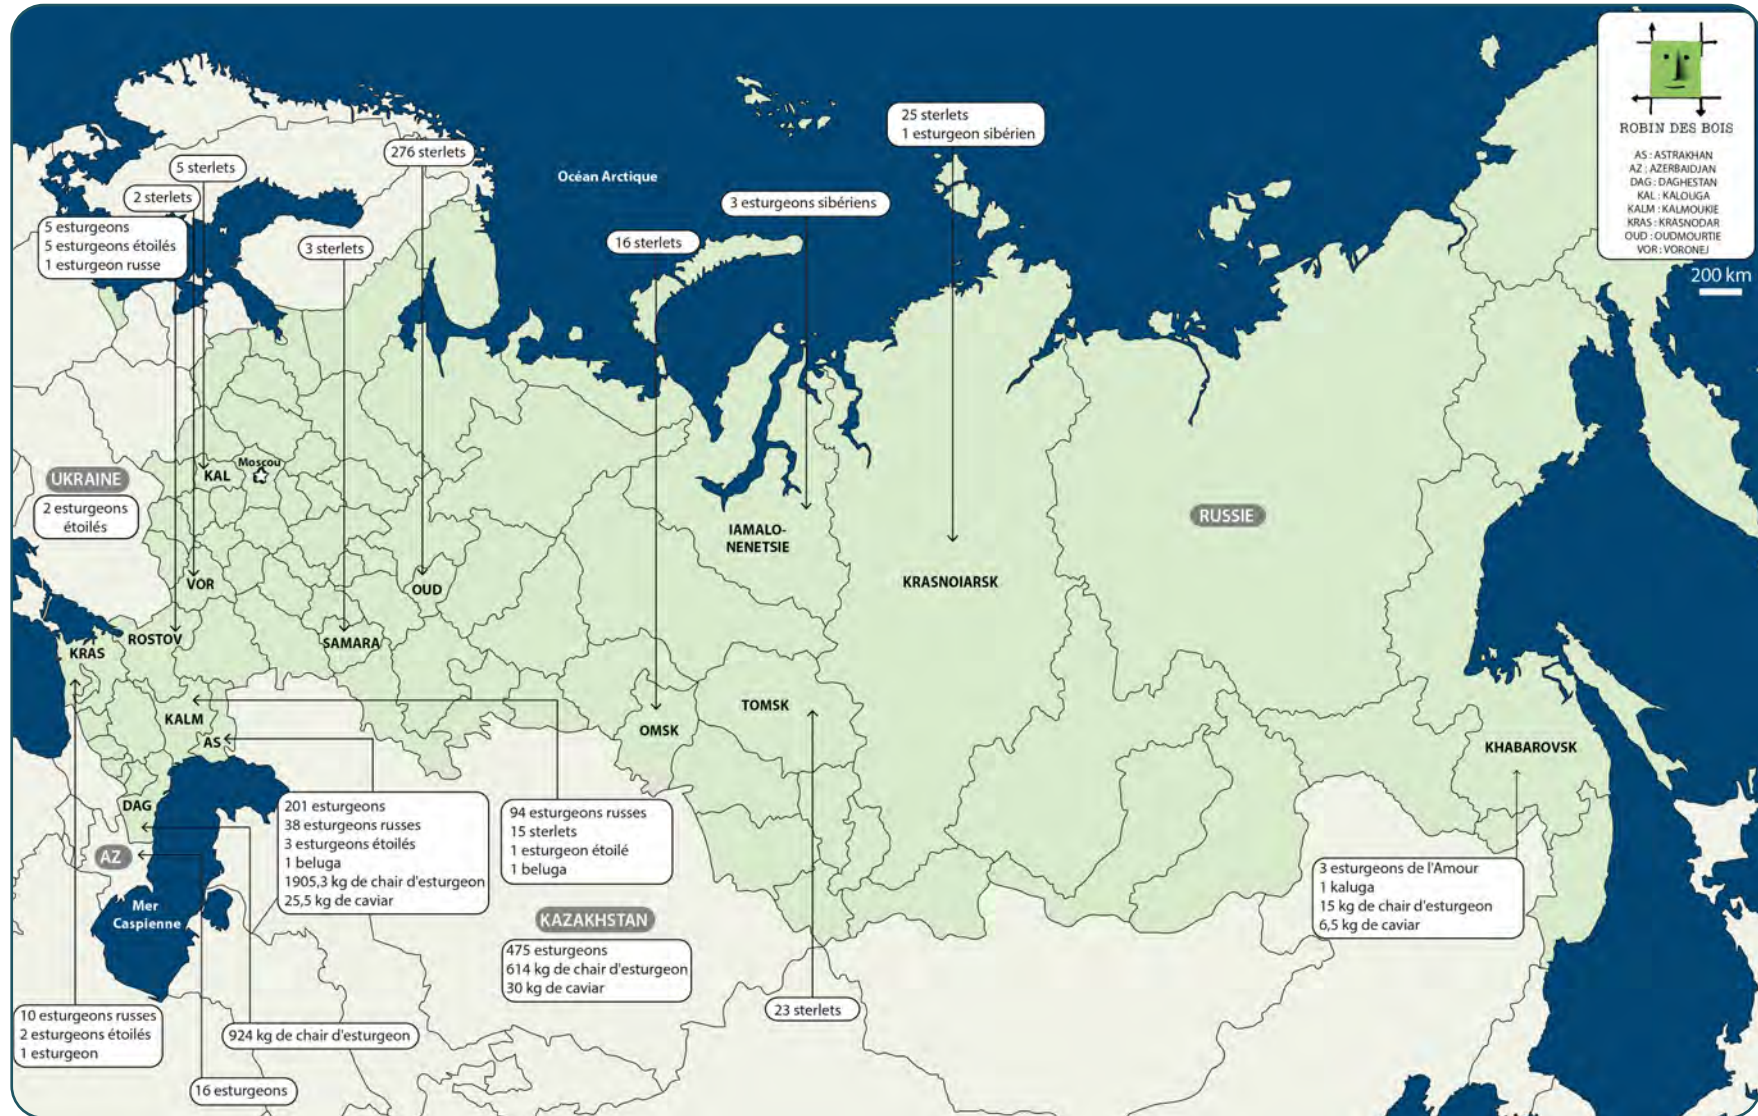 25 sterlets
1 esturgeon sibérien
ROBIN DES BOIS
AS : ASTRAKHAN
AZ : AZERBAIDJAN
DAG : DAGHESTAN
KAL : KALOUGA
KALM : KALMOUKIE
KRAS : KRASNODAR
OUD : OUDMOURTIE
VOR : VORONEJ
200 km
276 sterlets
5 sterlets
2 sterlets
Océan Arctique
3 esturgeons sibériens
5 esturgeons
5 esturgeons étoilés
1 esturgeon russe
3 sterlets
16 sterlets
Moscou
KAL
UKRAINE
2 esturgeons
étoilés
RUSSIE
IAMALO-
NENETSIE
KRASNOIARSK
VOR
OUD
ROSTOV
SAMARA
KRAS
KALM
AS
OMSK
TOMSK
KHABAROVSK
DAG
AZ
Mer
Caspienne
201 esturgeons
38 esturgeons russes
3 esturgeons étoilés
1 beluga
1905,3 kg de chair d'esturgeon
25,5 kg de caviar
94 esturgeons russes
15 sterlets
1 esturgeon étoilé
1 beluga
3 esturgeons de l'Amour
1 kaluga
15 kg de chair d'esturgeon
6,5 kg de caviar
KAZAKHSTAN
475 esturgeons
614 kg de chair d'esturgeon
30 kg de caviar
23 sterlets
10 esturgeons russes
2 esturgeons étoilés
1 esturgeon
924 kg de chair d'esturgeon
16 esturgeons